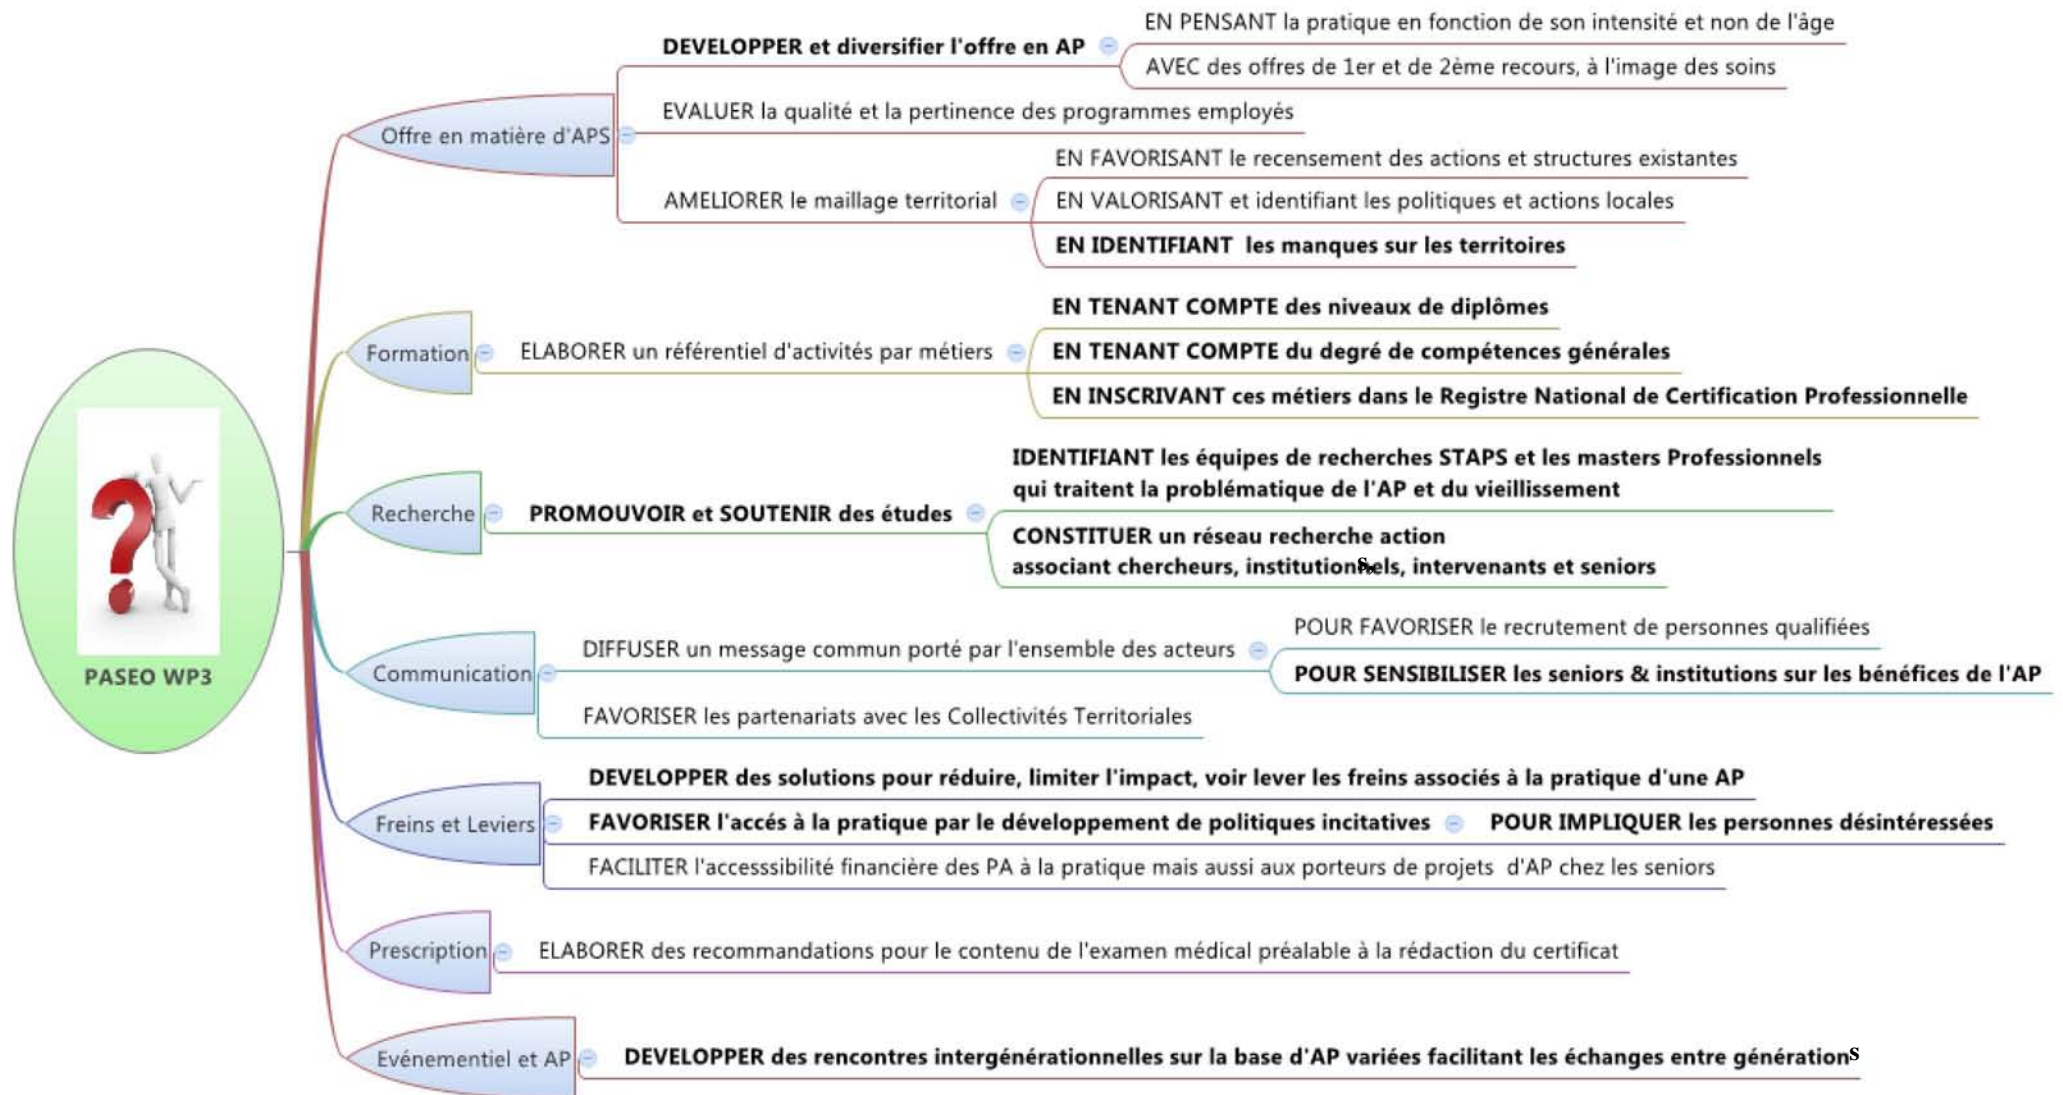 PASEO WP3
Offre en matière d'APS
DEVELOPPER et diversifier l'offre en AP
EN PENSANT la pratique en fonction de son intensité et non de l'âge
AVEC des offres de 1er et de 2ème recours, à l'image des soins
EVALUER la qualité et la pertinence des programmes employés
AMELIORER le maillage territorial
EN FAVORISANT le recensement des actions et structures existantes
EN VALORISANT et identifiant les politiques et actions locales
EN IDENTIFIANT les manques sur les territoires
Formation
ELABORER un référentiel d'activités par métiers
EN TENANT COMPTE des niveaux de diplômes
EN TENANT COMPTE du degré de compétences générales
EN INSCRIVANT ces métiers dans le Registre National de Certification Professionnelle
Recherche
PROMOUVOIR et SOUTENIR des études
IDENTIFIANT les équipes de recherches STAPS et les masters Professionnels
qui traitent la problématique de l'AP et du vieillissement
CONSTITUER un réseau recherche action
associant chercheurs, institutionnels, intervenants et seniors
Communication
DIFFUSER un message commun porté par l'ensemble des acteurs
POUR FAVORISER le recrutement de personnes qualifiées
POUR SENSIBILISER les seniors & institutions sur les bénéfices de l'AP
FAVORISER les partenariats avec les Collectivités Territoriales
Freins et Leviers
DEVELOPPER des solutions pour réduire, limiter l'impact, voir lever les freins associés à la pratique d'une AP
FAVORISER l'accés à la pratique par le développement de politiques incitatives
POUR IMPLIQUER les personnes désintéressées
FACILITER l'accesssibilité financière des PA à la pratique mais aussi aux porteurs de projets d'AP chez les seniors
Prescription
ELABORER des recommandations pour le contenu de l'examen médical préalable à la rédaction du certificat
Evénementiel et AP
DEVELOPPER des rencontres intergénérationnelles sur la base d'AP variées facilitant les échanges entre générations